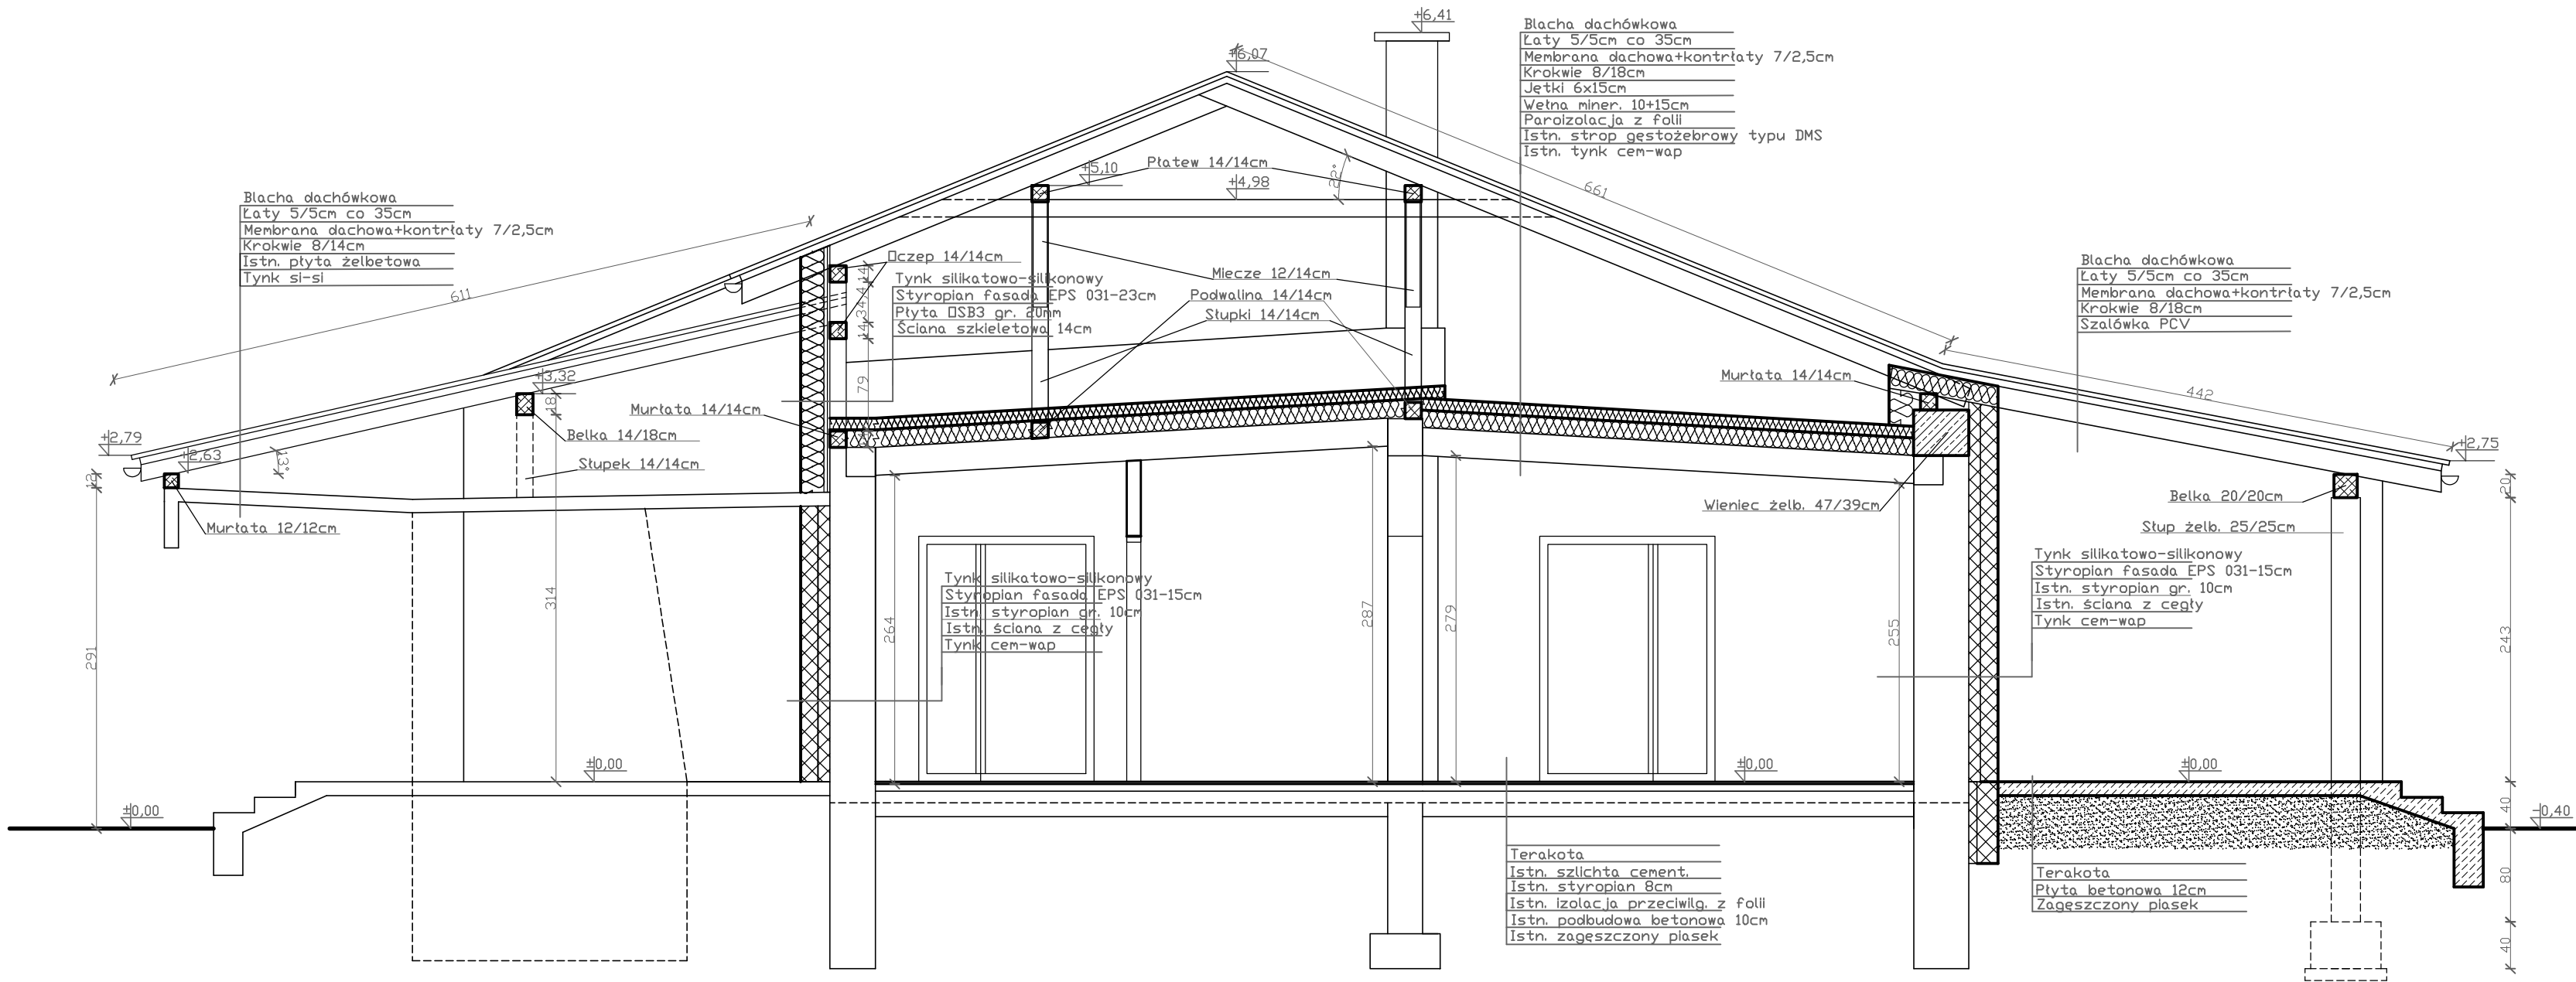 +6,41
Blacha dachówkowa
Łaty 5/5cm co 35cm
Membrana dachowa+kontrłaty 7/2,5cm
Krokwie 8/18cm
Jętki 6x15cm
Wełna miner. 10+15cm
Paroizolacja z folii
Istn. strop gęstożebrowy typu DMS
Istn. tynk cem-wap
+6,07
Płatew 14/14cm
+5,10
+4,98
22°
661
Blacha dachówkowa
Łaty 5/5cm co 35cm
Membrana dachowa+kontrłaty 7/2,5cm
Krokwie 8/14cm
Istn. płyta żelbetowa
Tynk si-si
611
Oczep 14/14cm
Tynk silikatowo-silikonowy
Styropian fasada EPS 031-23cm
Płyta OSB3 gr. 20mm
Ściana szkieletowa 14cm
14
34
14
79
Miecze 12/14cm
Podwalina 14/14cm
Słupki 14/14cm
Blacha dachówkowa
Łaty 5/5cm co 35cm
Membrana dachowa+kontrłaty 7/2,5cm
Krokwie 8/18cm
Szalówka PCV
Murłata 14/14cm
442
+3,32
18
Murłata 14/14cm
Belka 14/18cm
Słupek 14/14cm
+2,79
+2,63
13°
12
Murłata 12/12cm
+2,75
Belka 20/20cm
20
Wieniec żelb. 47/39cm
Słup żelb. 25/25cm
Tynk silikatowo-silikonowy
Styropian fasada EPS 031-15cm
Istn. styropian gr. 10cm
Istn. ściana z cegły
Tynk cem-wap
Tynk silikatowo-silikonowy
Styropian fasada EPS 031-15cm
Istn. styropian gr. 10cm
Istn. ściana z cegły
Tynk cem-wap
291
314
264
287
279
255
243
±0,00
±0,00
±0,00
±0,00
-0,40
40
80
40
Terakota
Istn. szlichta cement.
Istn. styropian 8cm
Istn. izolacja przeciwilg. z folii
Istn. podbudowa betonowa 10cm
Istn. zagęszczony piasek
Terakota
Płyta betonowa 12cm
Zagęszczony piasek